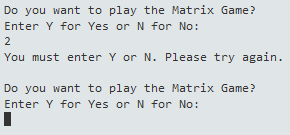 Do you want to play the Matrix Game?
Enter Y for Yes or N for No:
2
You must enter Y or N. Please try again.
Do you want to play the Matrix Game?
Enter Y for Yes or N for No: